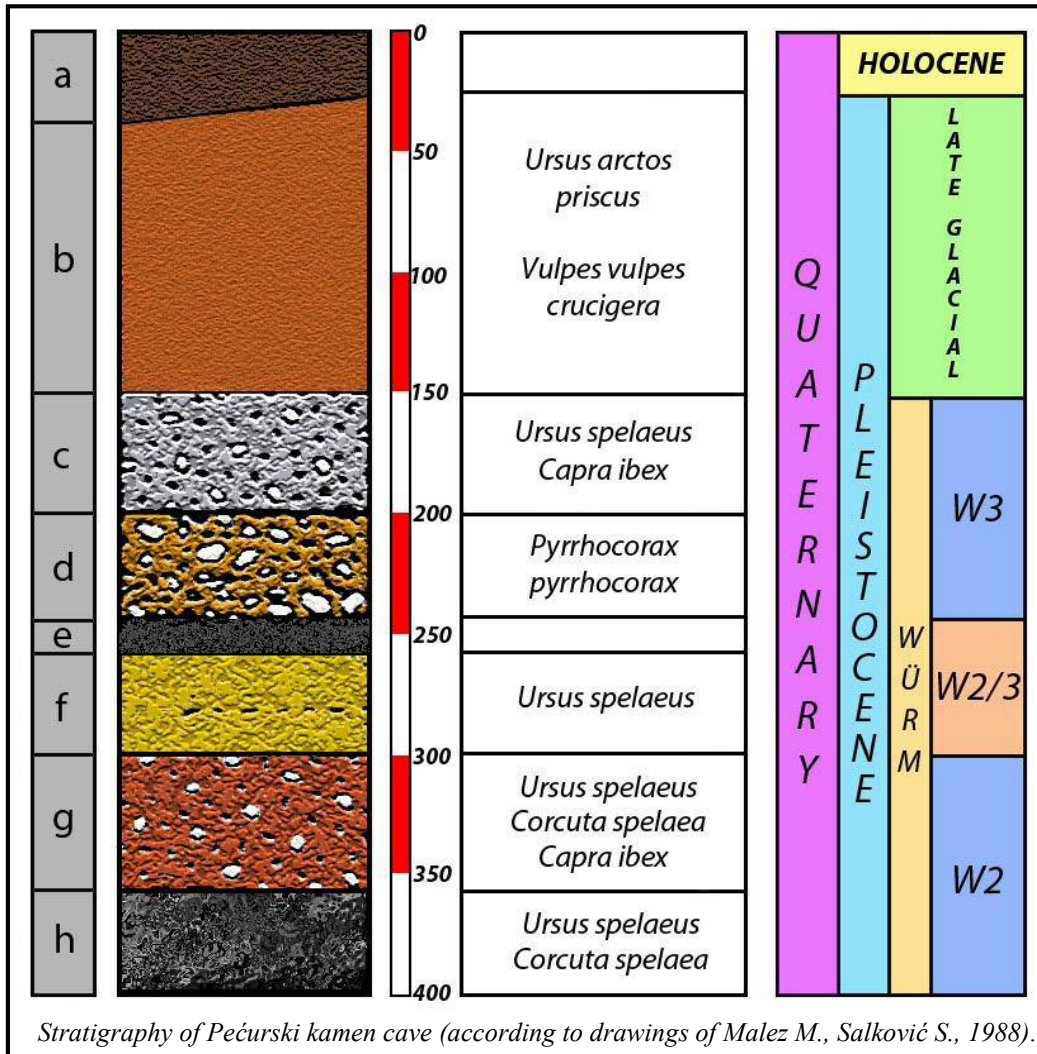 a
b
c
d
e
f
g
h
0
50
100
150
200
250
300
350
400
Ursus arctos
priscus
Vulpes vulpes
crucigera
Ursus spelaeus
Capra ibex
Pyrrhocorax
pyrrhocorax
Ursus spelaeus
Ursus spelaeus
Corcuta spelaea
Capra ibex
Ursus spelaeus
Corcuta spelaea
QUATERNARY
HOLOCENE
PLEISTOCENE
LATE GLACIAL
WÜRM
W3
W2/3
W2
Stratigraphy of Pećurski kamen cave (according to drawings of Malez M., Salković S., 1988).